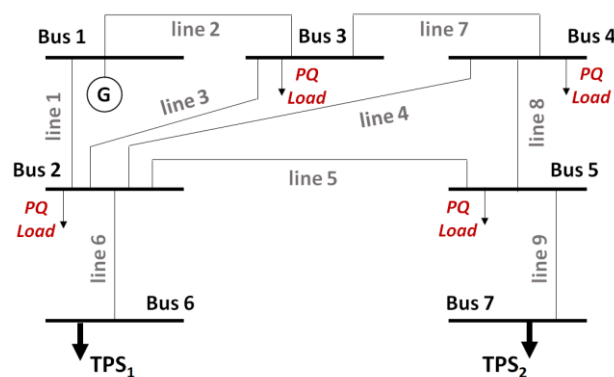 Bus 1
line 2
Bus 3
line 7
Bus 4
G
PQ
Load
PQ
Load
line 1
line 3
line 4
line 8
Bus 2
line 5
Bus 5
PQ
Load
PQ
Load
line 6
line 9
Bus 6
Bus 7
TPS1
TPS2